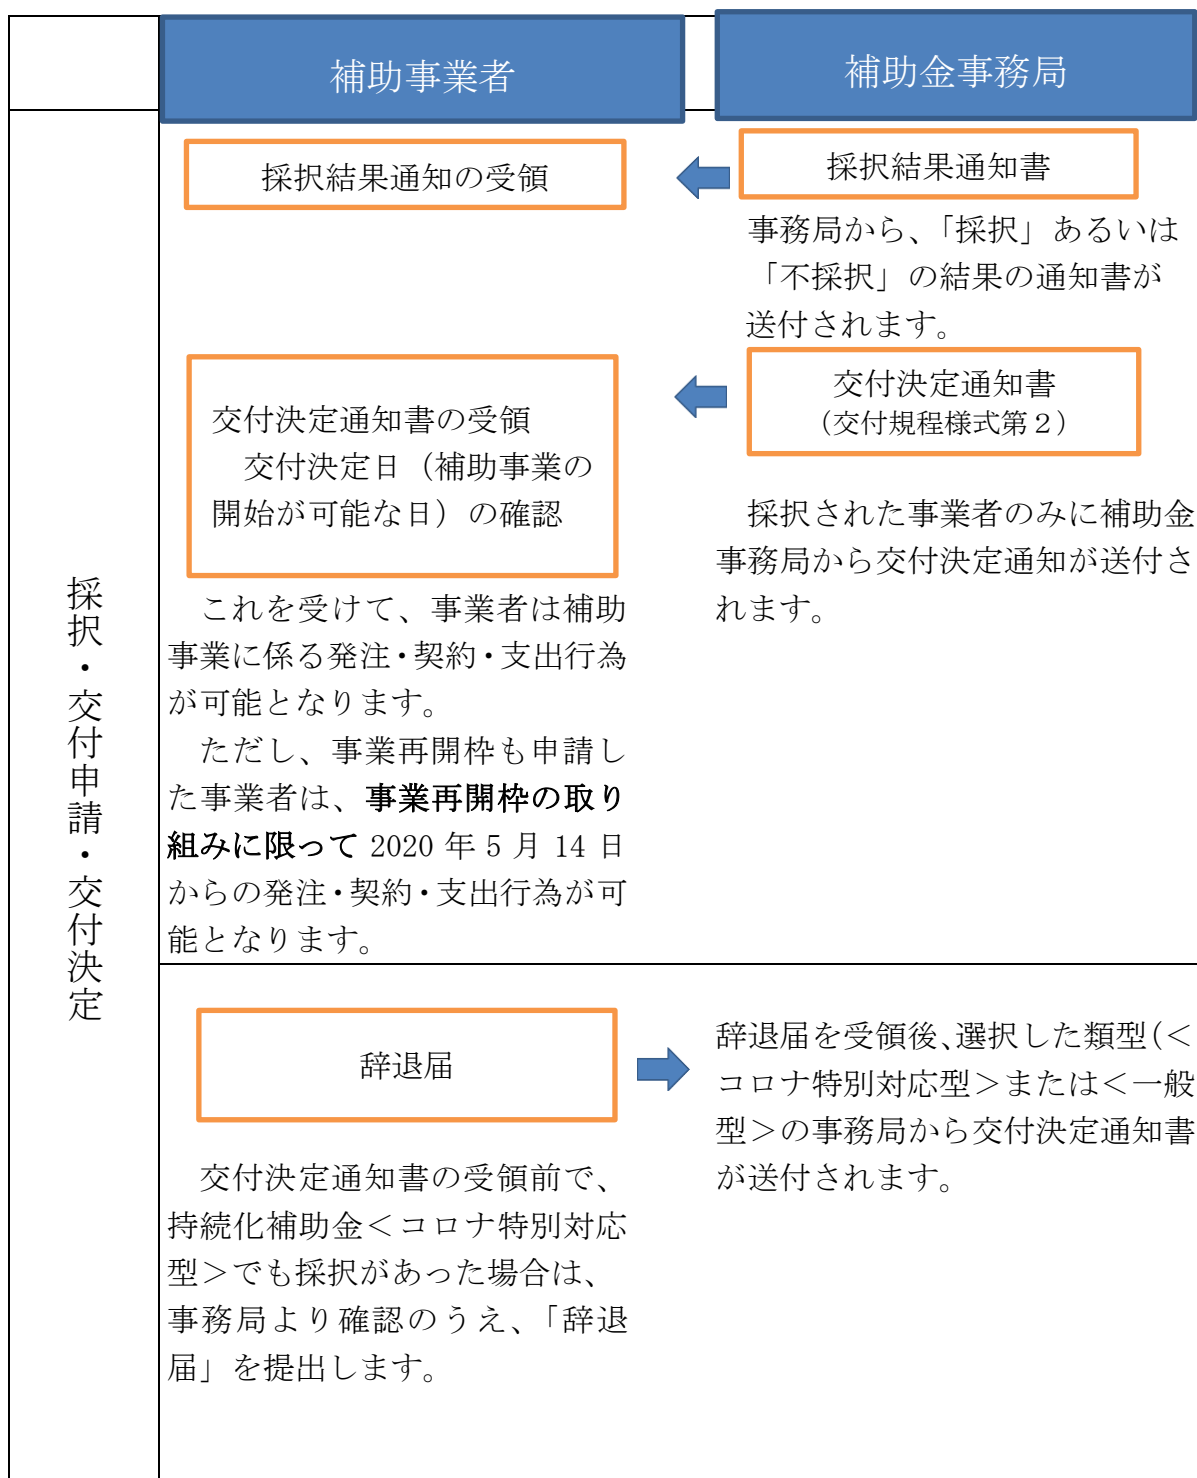 補助事業者
補助金事務局
採択・交付申請・交付決定
採択結果通知の受領
採択結果通知書
事務局から、「採択」あるいは
「不採択」の結果の通知書が
送付されます。
交付決定通知書の受領
交付決定日（補助事業の
開始が可能な日）の確認
交付決定通知書
（交付規程様式第２）
採択された事業者のみに補助金
事務局から交付決定通知が送付さ
れます。
これを受けて、事業者は補助
事業に係る発注・契約・支出行為
が可能となります。
ただし、事業再開枠も申請し
た事業者は、事業再開枠の取り
組みに限って 2020 年 5 月 14 日
からの発注・契約・支出行為が可
能となります。
辞退届
交付決定通知書の受領前で、
持続化補助金＜コロナ特別対応
型＞でも採択があった場合は、
事務局より確認のうえ、「辞退
届」を提出します。
辞退届を受領後、選択した類型（＜
コロナ特別対応型＞または＜一般
型＞の事務局から交付決定通知書
が送付されます。